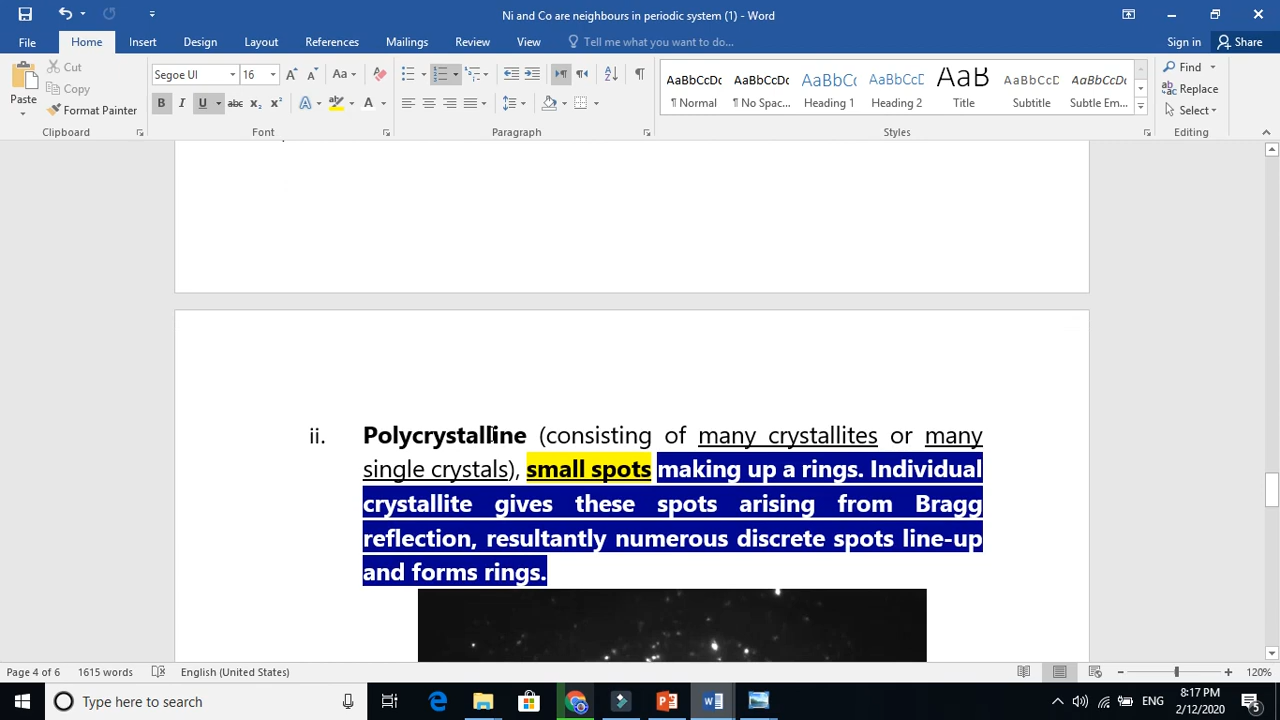 Ni and Co are neighbours in periodic system (1) - Word
File Home Insert Design Layout References Mailings Review View Tell me what you want to do... Sign in Share
Paste
Cut
Copy
Format Painter
Segoe UI 16
Aa
B I U abc x₂ x² A A
AaBbCcDc AaBbCcDc AaBbCc AaBbCcD AaB AaBbCcD AaBbCcDc
¶ Normal ¶ No Spac... Heading 1 Heading 2 Title Subtitle Subtle Em...
Find
Replace
Select
Clipboard Font Paragraph Styles Editing
ii. Polycrystalline (consisting of many crystallites or many
single crystals), small spots making up a rings. Individual
crystallite gives these spots arising from Bragg
reflection, resultantly numerous discrete spots line-up
and forms rings.
Page 4 of 6 1615 words English (United States) 120%
Type here to search
ENG
8:17 PM
2/12/2020
5